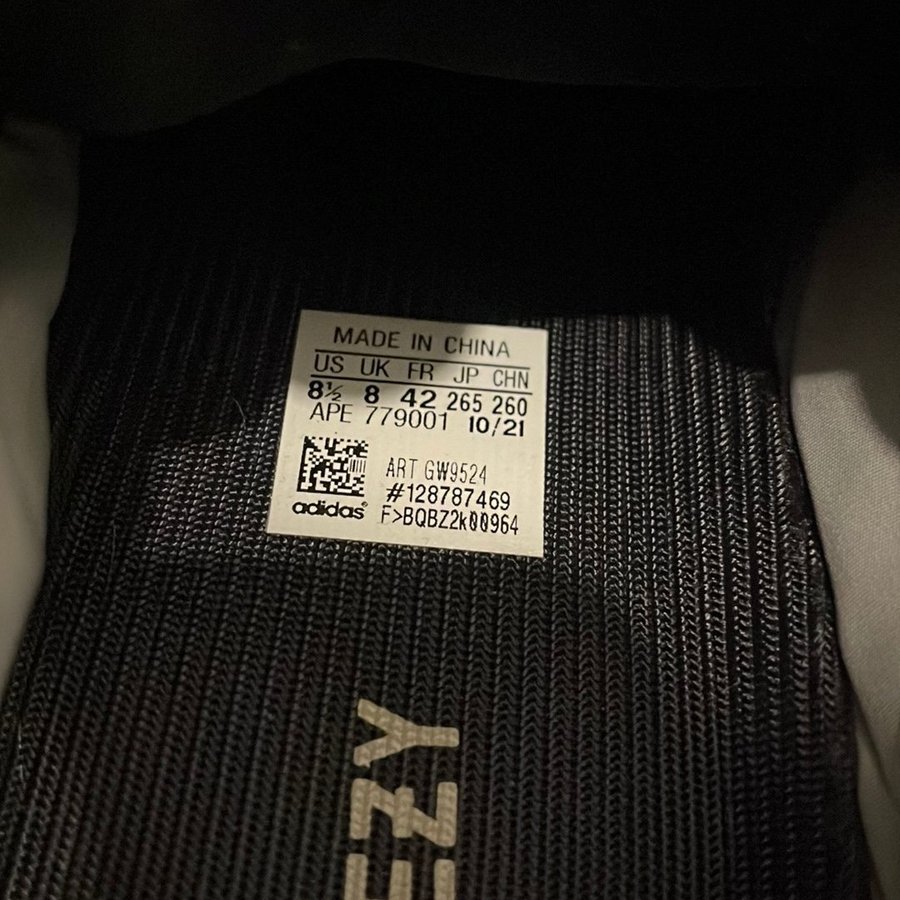 MADE IN CHINA
US UK FR JP CHN
8½ 8 42 265 260
APE 779001 10/21
ART GW9524
#128787469
adidas® F>BQBZ2k00964
EZY